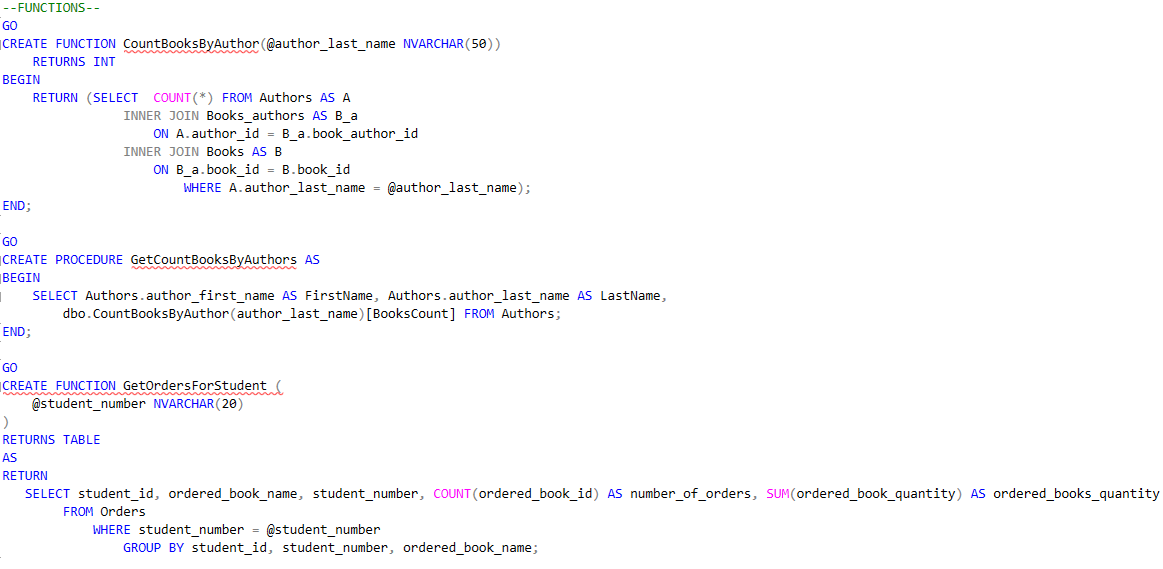 --FUNCTIONS--
GO
CREATE FUNCTION CountBooksByAuthor(@author_last_name NVARCHAR(50))
    RETURNS INT
BEGIN
    RETURN (SELECT  COUNT(*) FROM Authors AS A
                INNER JOIN Books_authors AS B_a
                    ON A.author_id = B_a.book_author_id
                INNER JOIN Books AS B
                    ON B_a.book_id = B.book_id
                        WHERE A.author_last_name = @author_last_name);
END;
GO
CREATE PROCEDURE GetCountBooksByAuthors AS
BEGIN
    SELECT Authors.author_first_name AS FirstName, Authors.author_last_name AS LastName,
        dbo.CountBooksByAuthor(author_last_name)[BooksCount] FROM Authors;
END;
GO
CREATE FUNCTION GetOrdersForStudent (
    @student_number NVARCHAR(20)
)
RETURNS TABLE
AS
RETURN
   SELECT student_id, ordered_book_name, student_number, COUNT(ordered_book_id) AS number_of_orders, SUM(ordered_book_quantity) AS ordered_books_quantity
        FROM Orders
            WHERE student_number = @student_number
                GROUP BY student_id, student_number, ordered_book_name;